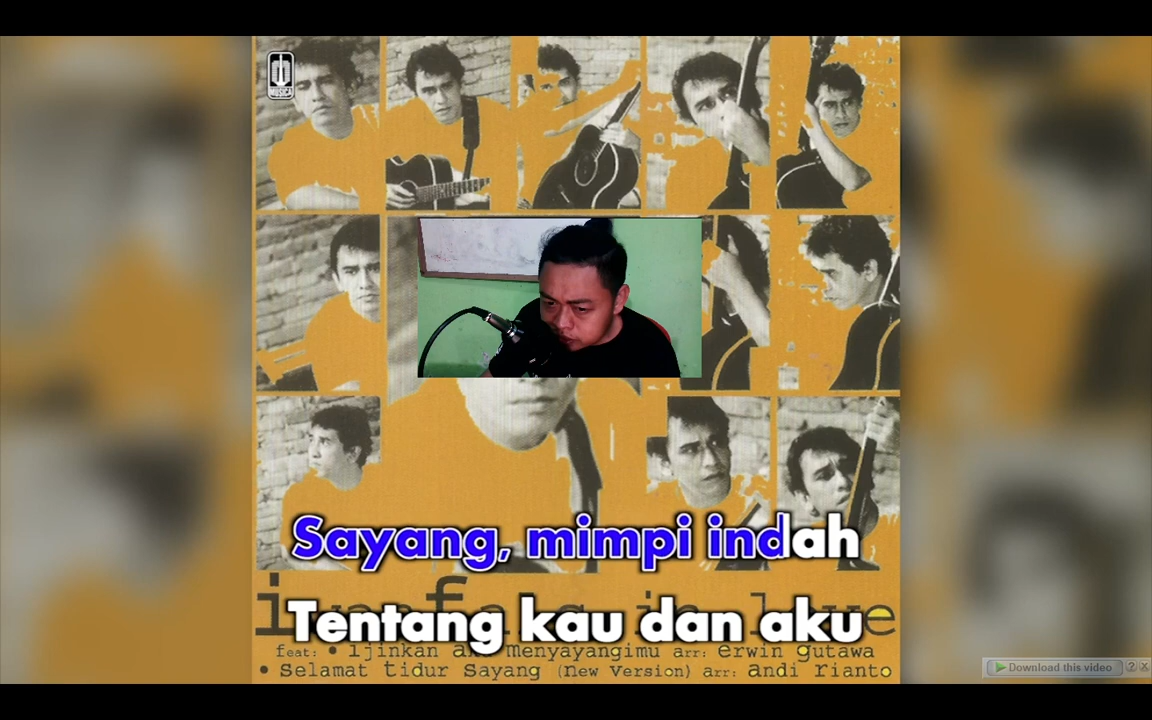 MUSICA
Sayang, mimpi indah
Tentang kau dan aku
feat: • Ijinkan aku Menyayangimu arr: erwin gutawa
• Selamat tidur Sayang (New Version) arr: andi rianto
Download this video ? X